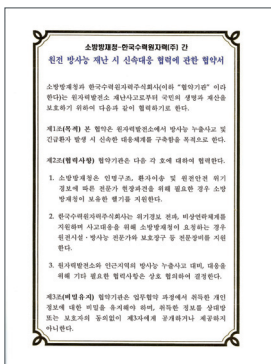 소방방재청-한국수력원자력(주) 간
원전 방사능 재난 시 신속대응 협력에 관한 협약서
소방방재청과 한국수력원자력주식회사(이하 "협약기관" 이라
한다)는 원자력발전소 재난사고로부터 국민의 생명과 재산을
보호하기 위하여 다음과 같이 협력하기로 한다.
제1조(목적) 본 협약은 원자력발전소에서 방사능 누출사고 및
긴급환자 발생 시 신속한 대응체계를 구축함을 목적으로 한다.
제2조(협력사항) 협약기관은 다음 각 호에 대하여 협력한다.
1. 소방방재청은 인명구조, 환자이송 및 원전안전 위기
경보에 따른 전문가 현장파견을 위해 필요한 경우 소방
방재청이 보유한 헬기를 지원한다.
2. 한국수력원자력주식회사는 위기경보 전파, 비상연락체계를
지원하며 사고대응을 위해 소방방재청이 요청하는 경우
원전시설·방사능 전문가와 보호장구 등 전문장비를 지원
한다.
3. 원자력발전소와 인근지역의 방사능 누출사고 대비, 대응을
위해 기타 필요한 협력사항은 상호 협의하여 결정한다.
제3조(비밀유지) 협약기관은 업무협약 과정에서 취득한 개인
정보에 대한 비밀을 유지해야 하며, 취득한 정보를 상대방
또는 보호자의 동의없이 제3자에게 공개하거나 제공하지
아니한다.